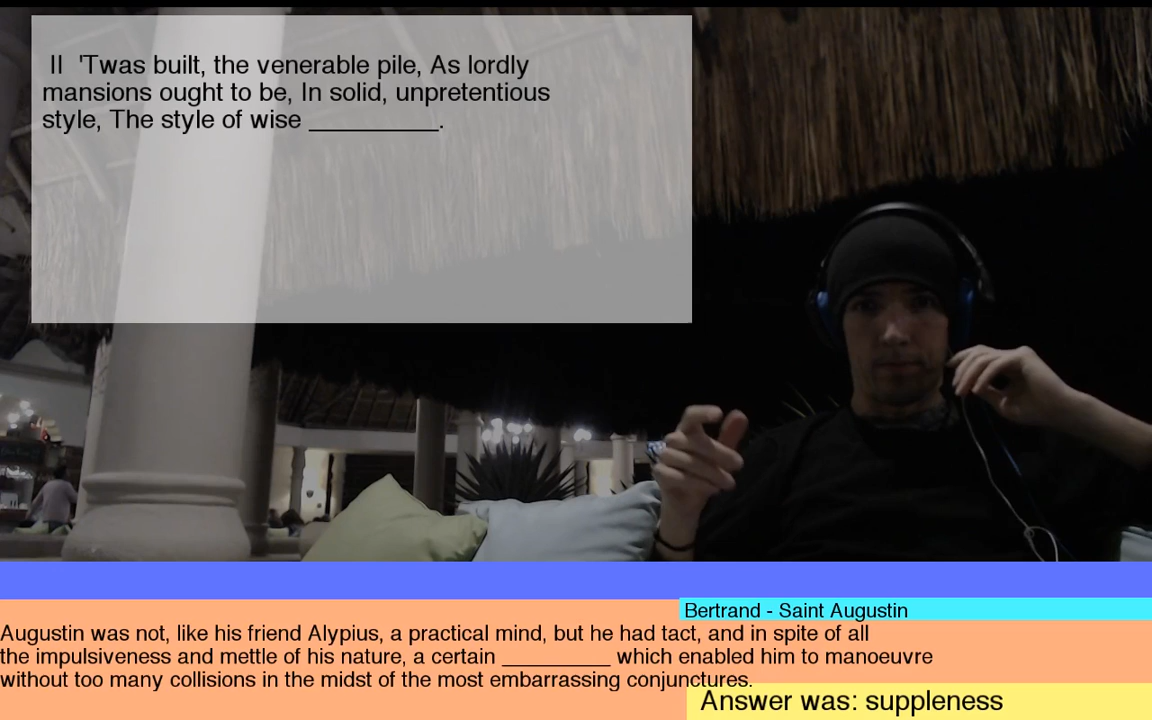 II 'Twas built, the venerable pile, As lordly
mansions ought to be, In solid, unpretentious
style, The style of wise __________.
Bertrand - Saint Augustin
Augustin was not, like his friend Alypius, a practical mind, but he had tact, and in spite of all
the impulsiveness and mettle of his nature, a certain __________ which enabled him to manoeuvre
without too many collisions in the midst of the most embarrassing conjunctures.
Answer was: suppleness